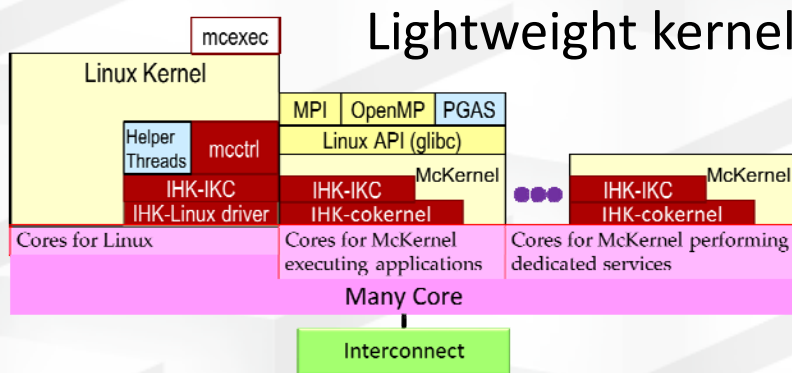 Lightweight kernel
mcexec
Linux Kernel
MPI OpenMP PGAS
Helper
Threads
mcctrl
Linux API (glibc)
McKernel
McKernel
IHK-IKC
IHK-IKC
IHK-IKC
IHK-Linux driver
IHK-cokernel
IHK-cokernel
Cores for Linux
Cores for McKernel
executing applications
Cores for McKernel performing
dedicated services
Many Core
Interconnect